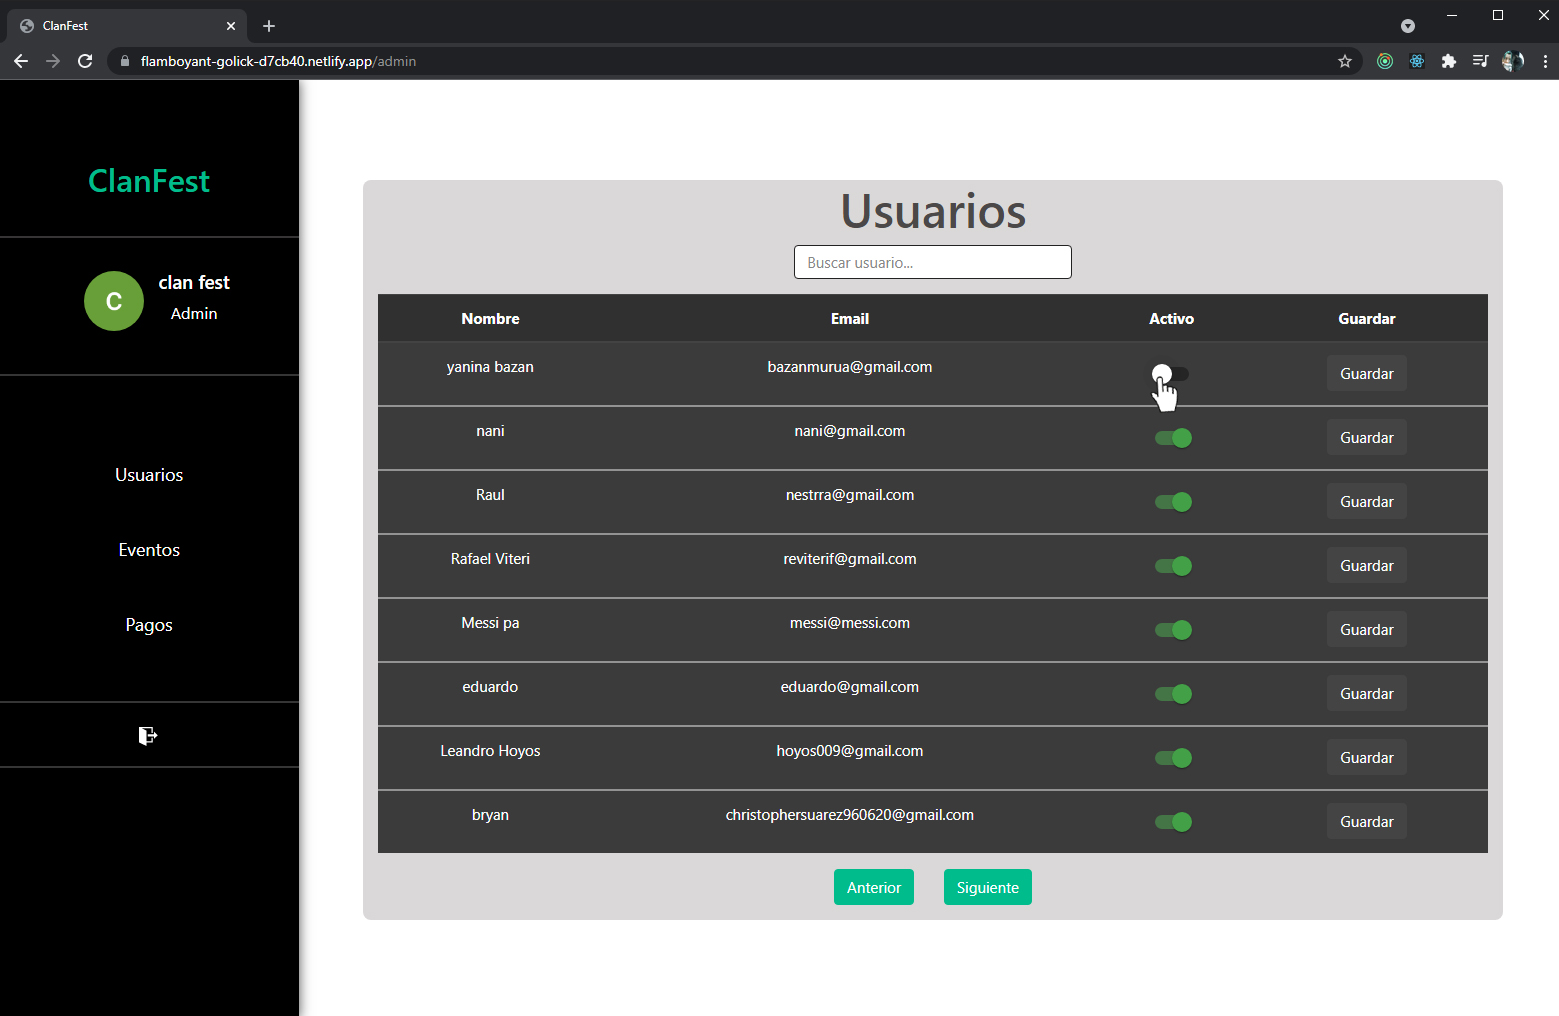 ClanFest
flamboyant-golick-d7cb40.netlify.app/admin
ClanFest
C
clan fest
Admin
Usuarios
Eventos
Pagos
Usuarios
Buscar usuario...
Nombre Email Activo Guardar
yanina bazan bazanmurua@gmail.com Guardar
nani nani@gmail.com Guardar
Raul nestrra@gmail.com Guardar
Rafael Viteri reviterif@gmail.com Guardar
Messi pa messi@messi.com Guardar
eduardo eduardo@gmail.com Guardar
Leandro Hoyos hoyos009@gmail.com Guardar
bryan christophersuarez960620@gmail.com Guardar
Anterior Siguiente